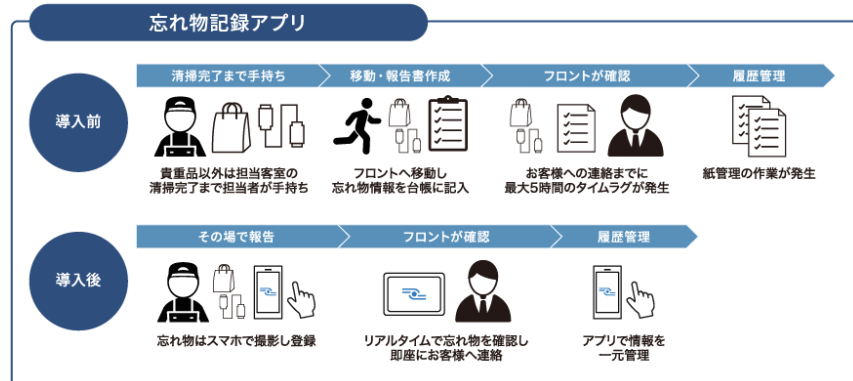 忘れ物記録アプリ
導入前
清掃完了まで手持ち
移動・報告書作成
フロントが確認
履歴管理
貴重品以外は担当客室の
清掃完了まで担当者が手持ち
フロントへ移動し
忘れ物情報を台帳に記入
お客様への連絡までに
最大5時間のタイムラグが発生
紙管理の作業が発生
導入後
その場で報告
フロントが確認
履歴管理
忘れ物はスマホで撮影し登録
リアルタイムで忘れ物を確認し
即座にお客様へ連絡
アプリで情報を
一元管理